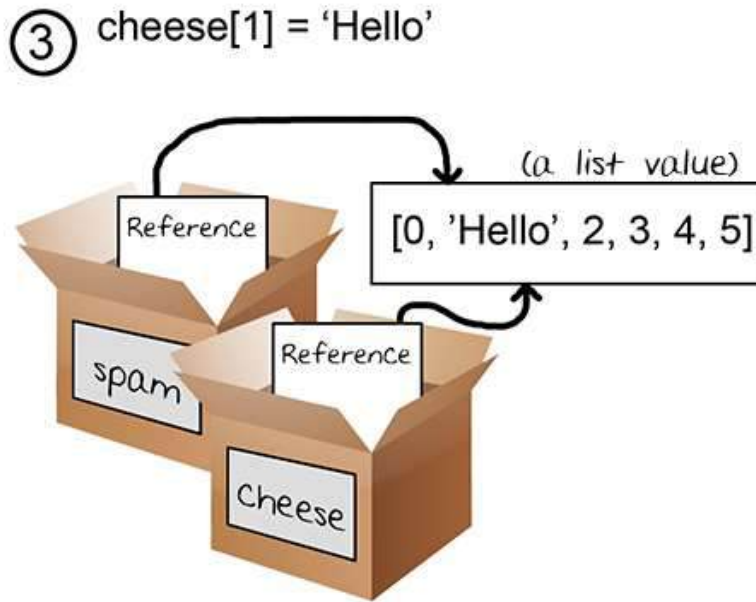 3 cheese[1] = ‘Hello’
(a list value)
Reference
[0, ’Hello’, 2, 3, 4, 5]
Reference
spam
Cheese